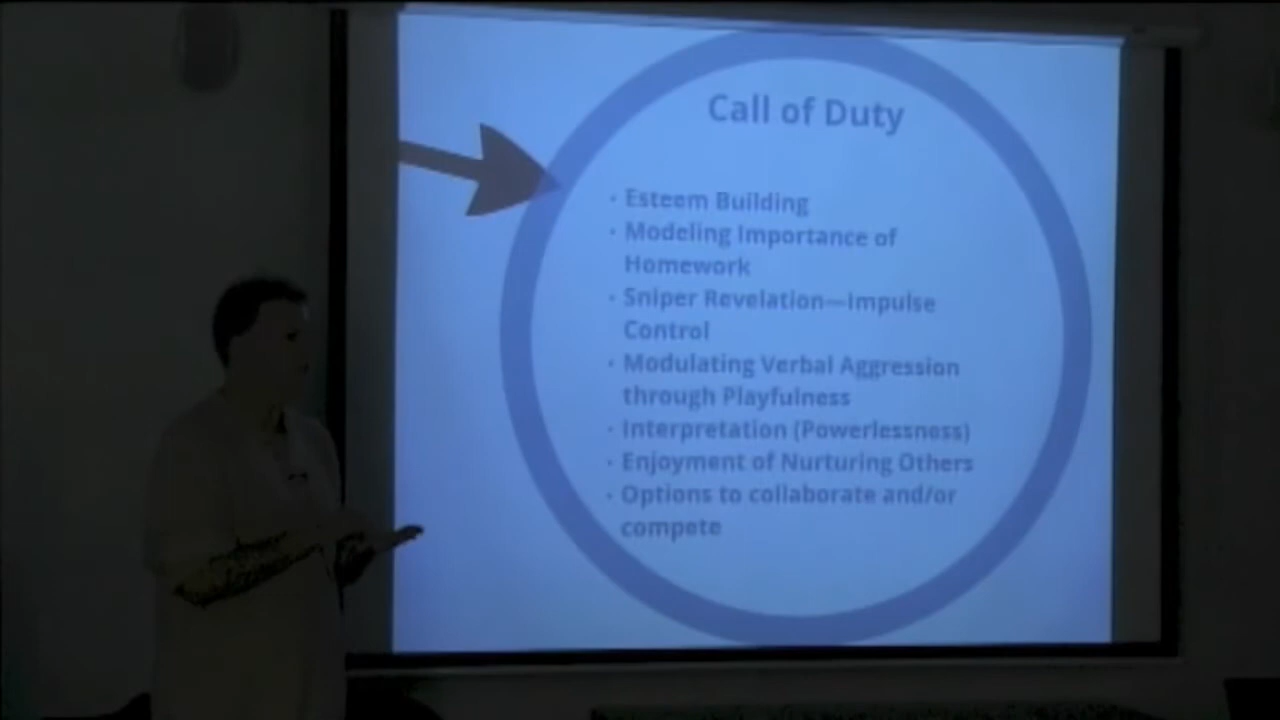 Call of Duty
· Esteem Building
· Modeling Importance of
Homework
· Sniper Revelation—Impulse
Control
· Modulating Verbal Aggression
through Playfulness
· Interpretation (Powerlessness)
· Enjoyment of Nurturing Others
· Options to collaborate and/or
compete